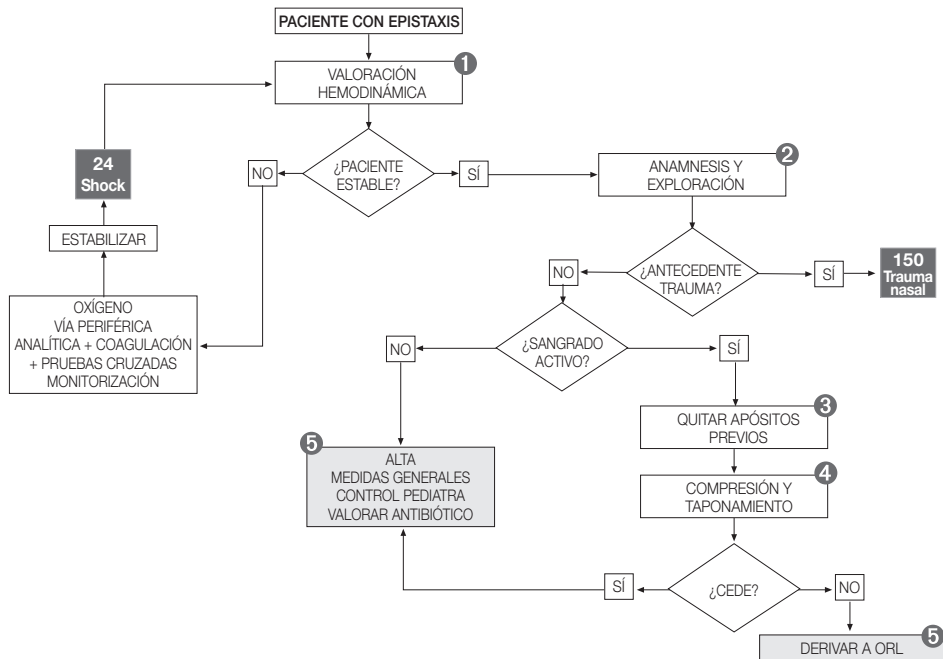 PACIENTE CON EPISTAXIS
1
VALORACIÓN
HEMODINÁMICA
¿PACIENTE
ESTABLE?
NO
SÍ
24
Shock
ESTABILIZAR
OXÍGENO
VÍA PERIFÉRICA
ANALÍTICA + COAGULACIÓN
+ PRUEBAS CRUZADAS
MONITORIZACIÓN
2
ANAMNESIS Y
EXPLORACIÓN
¿ANTECEDENTE
TRAUMA?
NO
SÍ
150
Trauma
nasal
¿SANGRADO
ACTIVO?
NO
SÍ
3
QUITAR APÓSITOS
PREVIOS
4
COMPRESIÓN Y
TAPONAMIENTO
5
ALTA
MEDIDAS GENERALES
CONTROL PEDIATRA
VALORAR ANTIBIÓTICO
¿CEDE?
SÍ
NO
5
DERIVAR A ORL